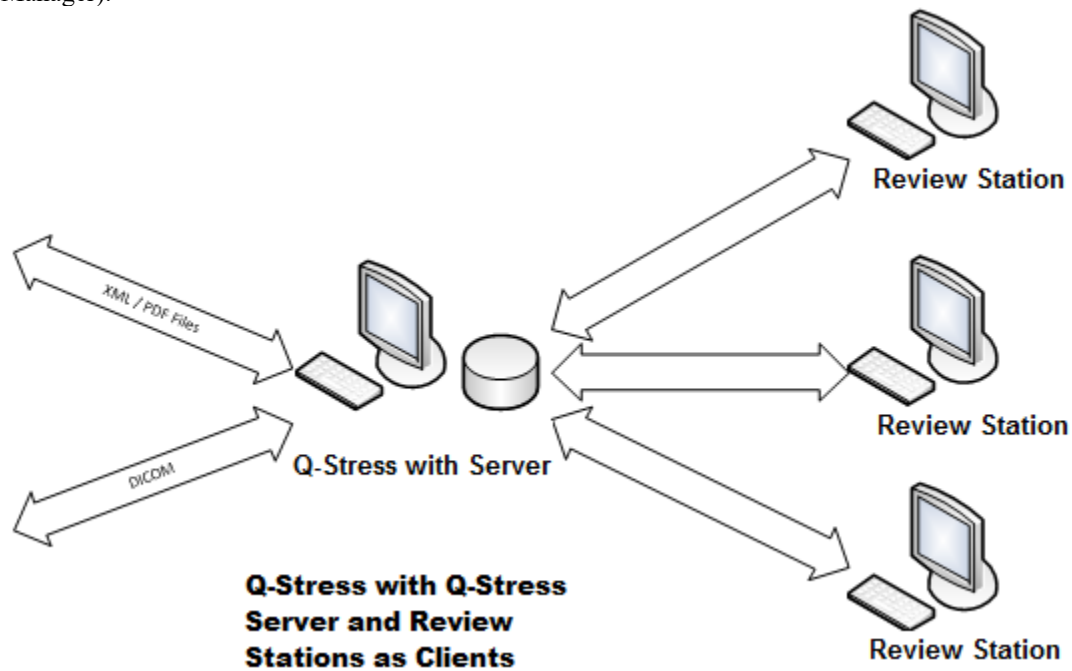 Manager).
Review Station
XML / PDF Files
Review Station
Q-Stress with Server
DICOM
Q-Stress with Q-Stress
Server and Review
Stations as Clients
Review Station